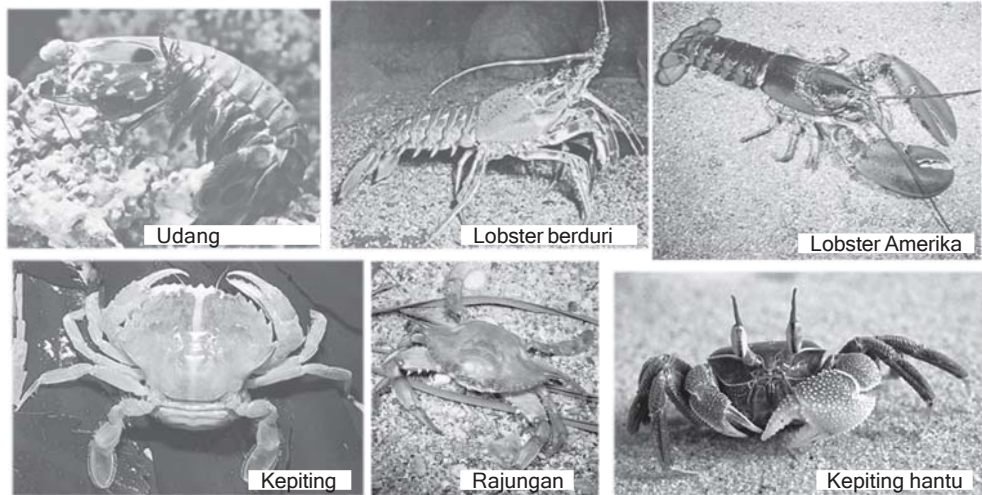 Udang
Lobster berduri
Lobster Amerika
Kepiting
Rajungan
Kepiting hantu